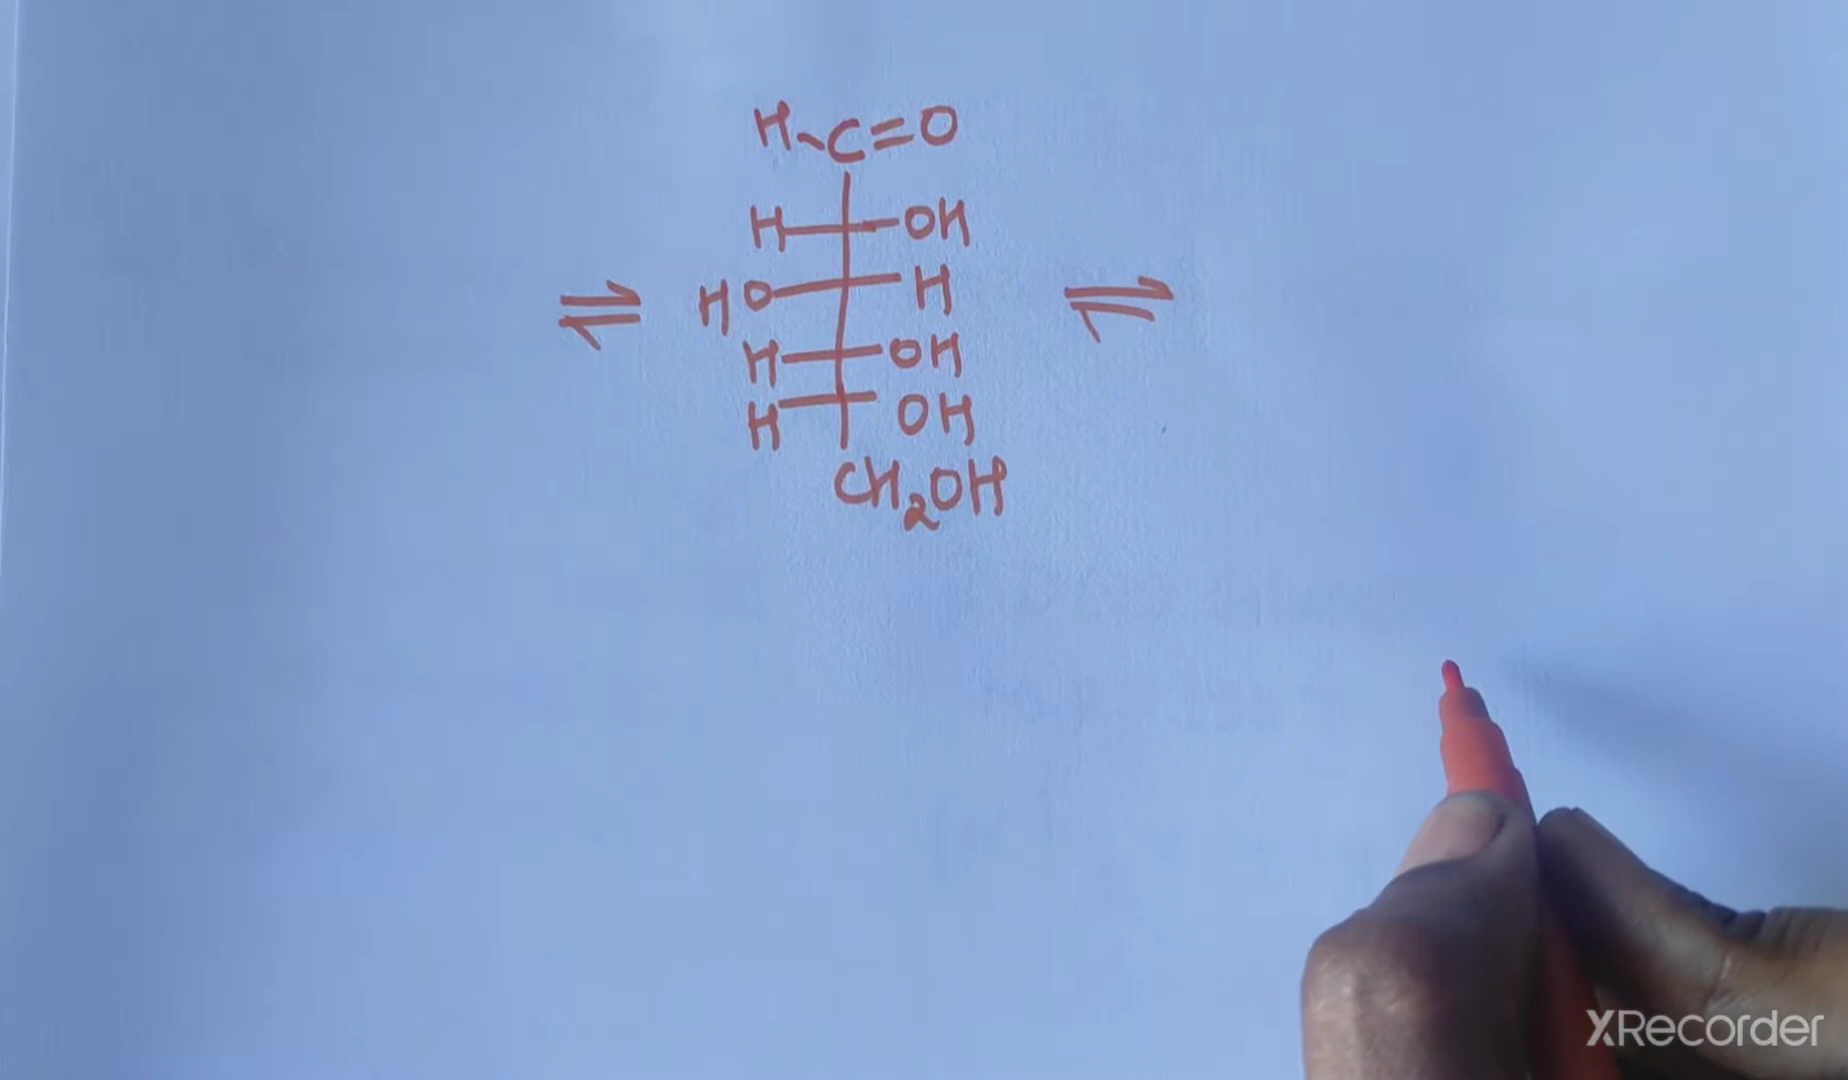 H-C=O
H OH
⇌ HO H ⇌
H OH
H OH
CH₂OH
XRecorder